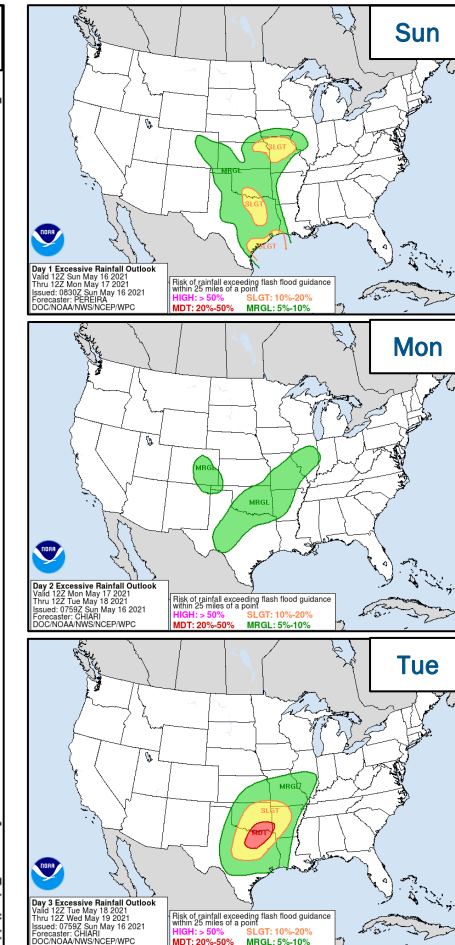 Sun
SLGT
MRGL
SLGT
SLGT
NOAA
Day 1 Excessive Rainfall Outlook
Valid 12Z Sun May 16 2021
Thru 12Z Mon May 17 2021
Issued: 0830Z Sun May 16 2021
Forecaster: PEREIRA
DOC/NOAA/NWS/NCEP/WPC
Risk of rainfall exceeding flash flood guidance
within 25 miles of a point
HIGH: > 50% SLGT: 10%-20%
MDT: 20%-50% MRGL: 5%-10%
Mon
MRGL
MRGL
NOAA
Day 2 Excessive Rainfall Outlook
Valid 12Z Mon May 17 2021
Thru 12Z Tue May 18 2021
Issued: 0759Z Sun May 16 2021
Forecaster: CHIARI
DOC/NOAA/NWS/NCEP/WPC
Risk of rainfall exceeding flash flood guidance
within 25 miles of a point
HIGH: > 50% SLGT: 10%-20%
MDT: 20%-50% MRGL: 5%-10%
Tue
MRGL
SLGT
MDT
NOAA
Day 3 Excessive Rainfall Outlook
Valid 12Z Tue May 18 2021
Thru 12Z Wed May 19 2021
Issued: 0759Z Sun May 16 2021
Forecaster: CHIARI
DOC/NOAA/NWS/NCEP/WPC
Risk of rainfall exceeding flash flood guidance
within 25 miles of a point
HIGH: > 50% SLGT: 10%-20%
MDT: 20%-50% MRGL: 5%-10%